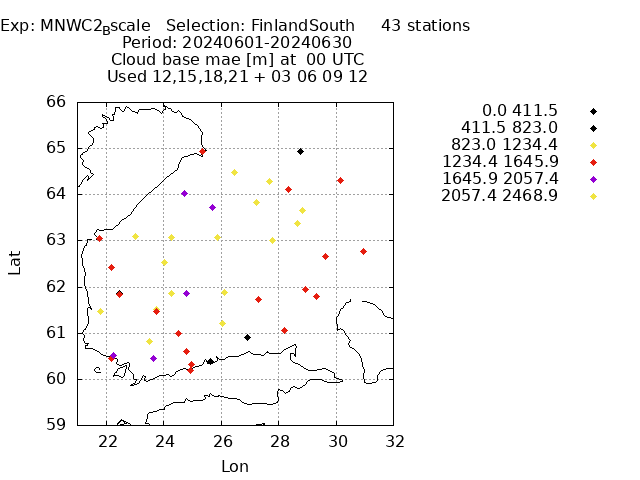 Exp: MNWC2Bscale Selection: FinlandSouth 43 stations
Period: 20240601-20240630
Cloud base mae [m] at 00 UTC
Used 12,15,18,21 + 03 06 09 12
66
65
64
63
62
61
60
59
Lat
22 24 26 28 30 32
Lon
0.0 411.5
411.5 823.0
823.0 1234.4
1234.4 1645.9
1645.9 2057.4
2057.4 2468.9